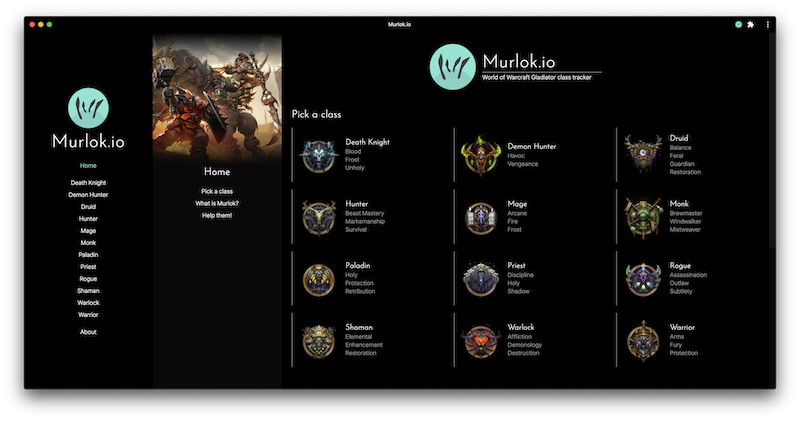 Murlok.io
Murlok.io
Home
Death Knight
Demon Hunter
Druid
Hunter
Mage
Monk
Paladin
Priest
Rogue
Shaman
Warlock
Warrior
About
Home
Pick a class
What is Murlok?
Help them!
Murlok.io
World of Warcraft Gladiator class tracker
Pick a class
Death Knight
Blood
Frost
Unholy
Demon Hunter
Havoc
Vengeance
Druid
Balance
Feral
Guardian
Restoration
Hunter
Beast Mastery
Marksmanship
Survival
Mage
Arcane
Fire
Frost
Monk
Brewmaster
Windwalker
Mistweaver
Paladin
Holy
Protection
Retribution
Priest
Discipline
Holy
Shadow
Rogue
Assassination
Outlaw
Subtlety
Shaman
Elemental
Enhancement
Restoration
Warlock
Affliction
Demonology
Destruction
Warrior
Arms
Fury
Protection